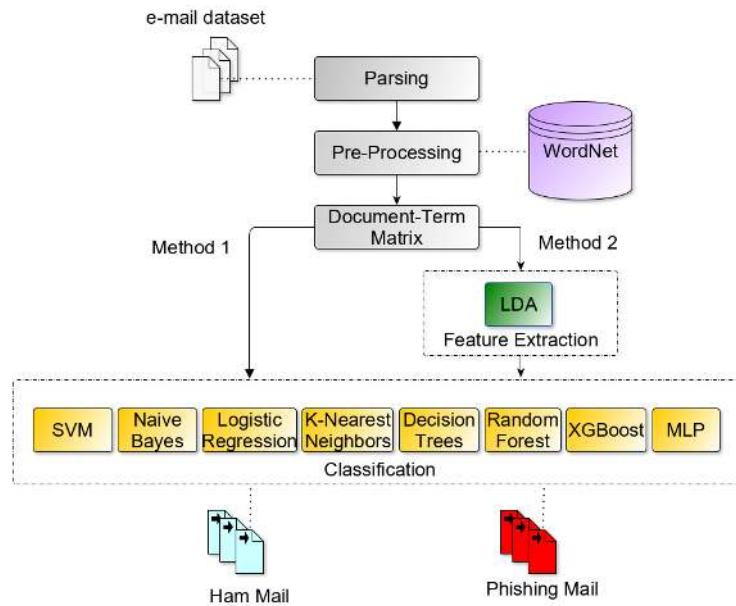 e-mail dataset
Parsing
Pre-Processing
WordNet
Document-Term
Matrix
Method 1
Method 2
LDA
Feature Extraction
SVM
Naive
Bayes
Logistic
Regression
K-Nearest
Neighbors
Decision
Trees
Random
Forest
XGBoost
MLP
Classification
Ham Mail
Phishing Mail